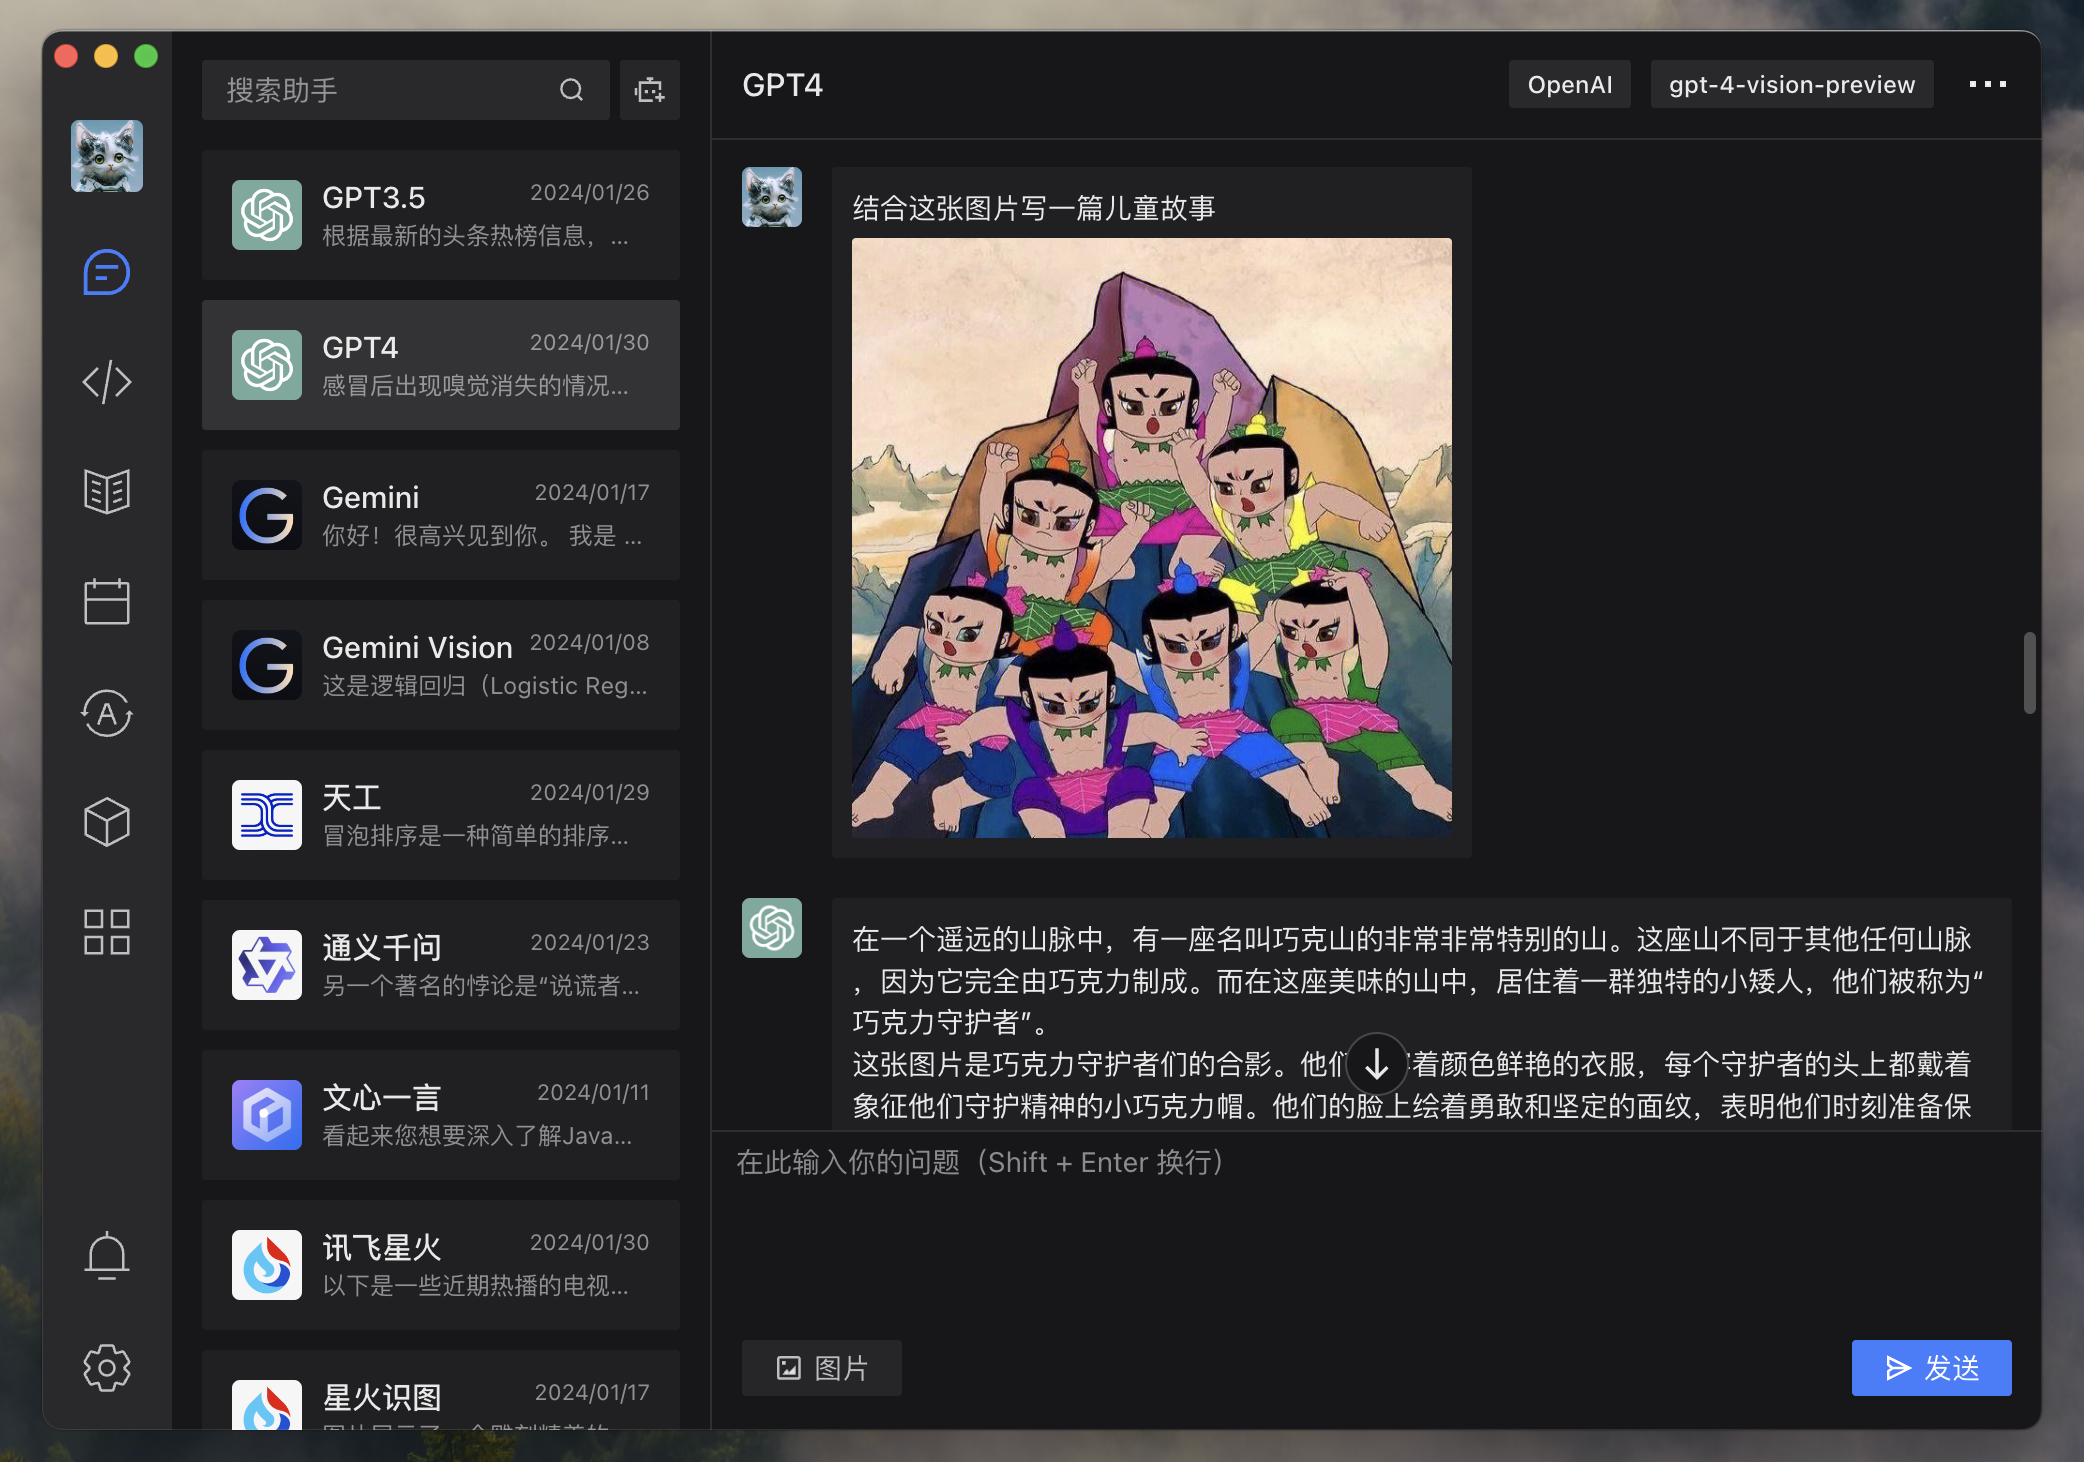 搜索助手
GPT3.5
2024/01/26
根据最新的头条热榜信息，...
GPT4
2024/01/30
感冒后出现嗅觉消失的情况...
Gemini
2024/01/17
你好！很高兴见到你。 我是 ...
Gemini Vision
2024/01/08
这是逻辑回归（Logistic Reg...
天工
2024/01/29
冒泡排序是一种简单的排序...
通义千问
2024/01/23
另一个著名的悖论是“说谎者...
文心一言
2024/01/11
看起来您想要深入了解Java...
讯飞星火
2024/01/30
以下是一些近期热播的电视...
星火识图
2024/01/17
GPT4
OpenAI
gpt-4-vision-preview
结合这张图片写一篇儿童故事
在一个遥远的山脉中，有一座名叫巧克山的非常非常特别的山。这座山不同于其他任何山脉
，因为它完全由巧克力制成。而在这座美味的山中，居住着一群独特的小矮人，他们被称为“
巧克力守护者”。
这张图片是巧克力守护者们的合影。他们 着颜色鲜艳的衣服，每个守护者的头上都戴着
象征他们守护精神的小巧克力帽。他们的脸上绘着勇敢和坚定的面纹，表明他们时刻准备保
在此输入你的问题（Shift + Enter 换行）
图片
发送